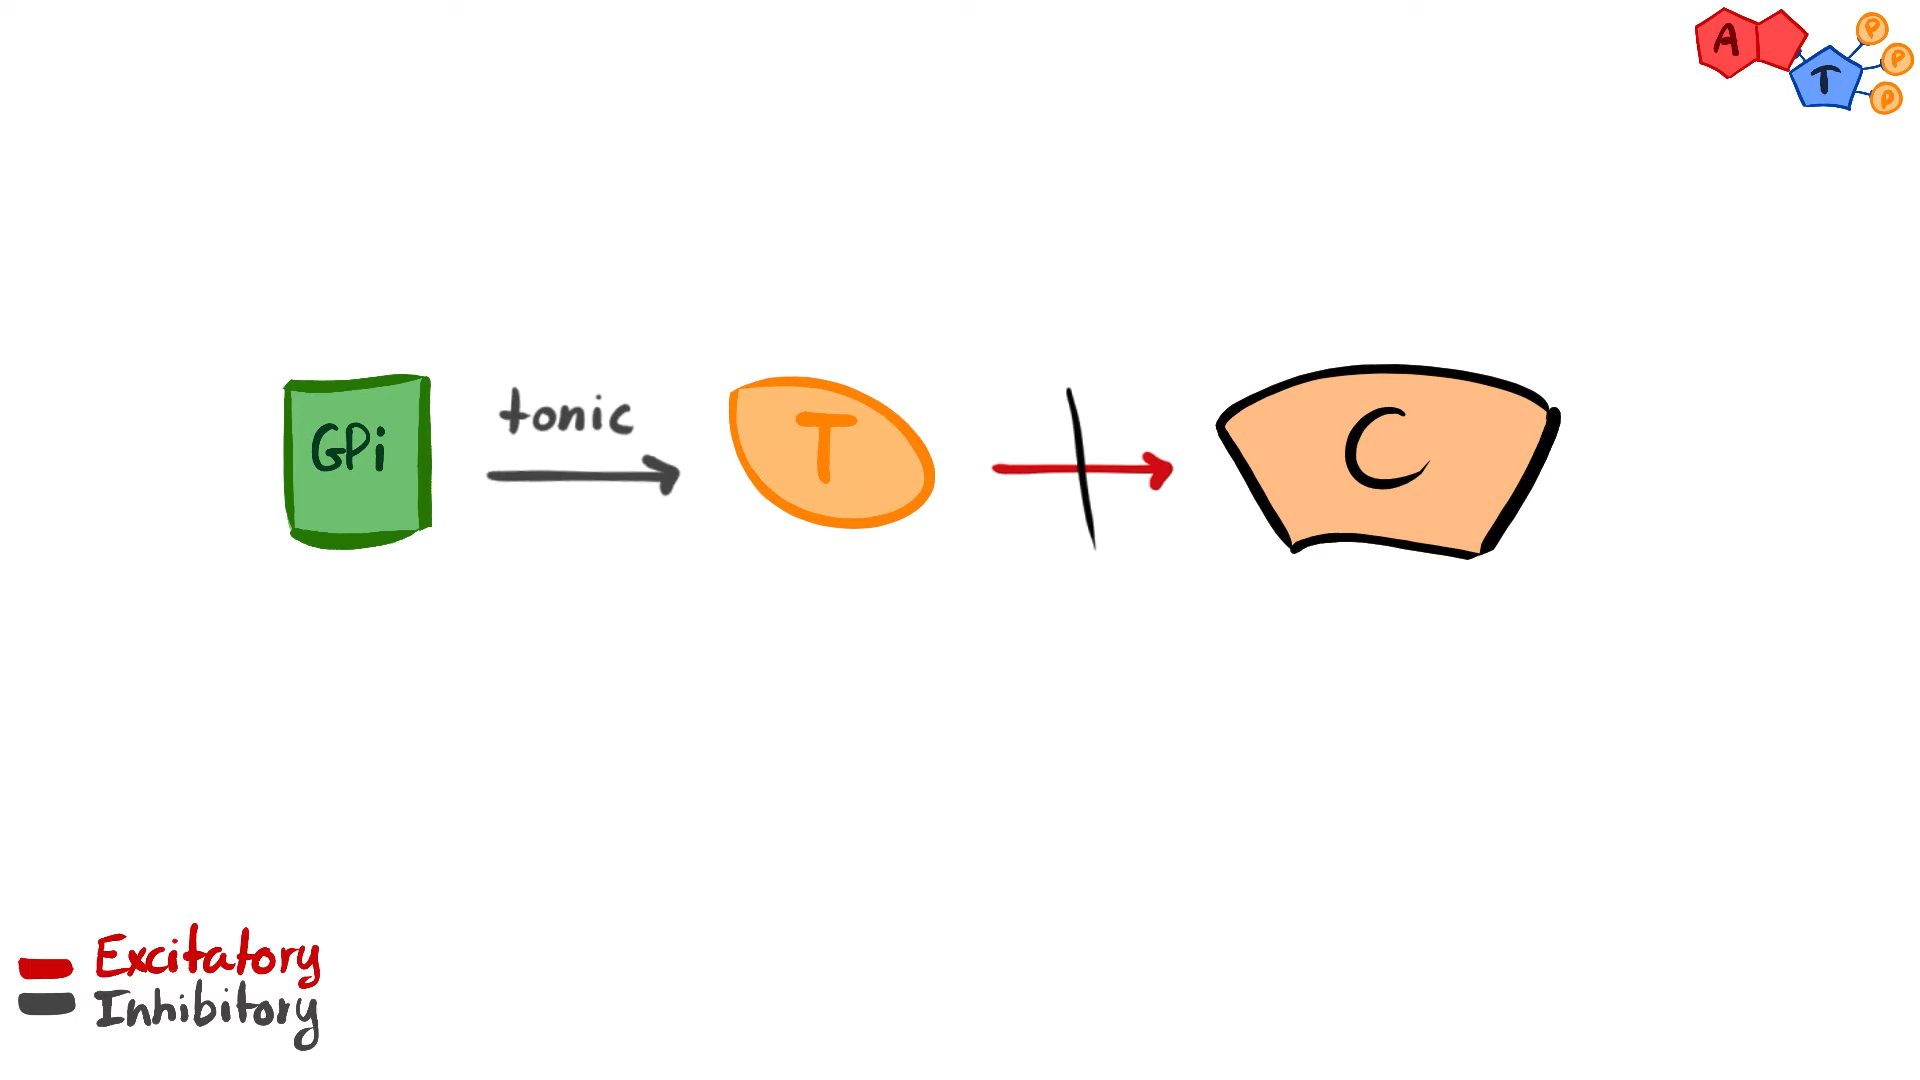 A T P P P
GPi
tonic
T
C
Excitatory
Inhibitory